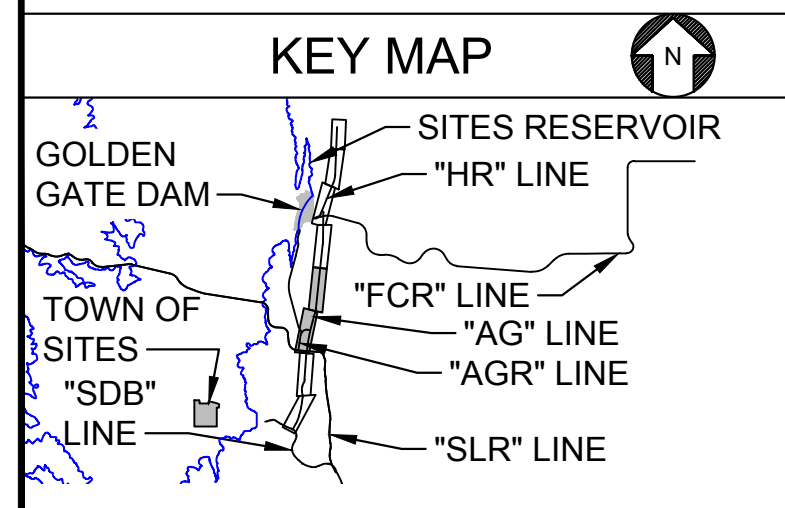 KEY MAP
N
SITES RESERVOIR
GOLDEN
GATE DAM
"HR" LINE
"FCR" LINE
TOWN OF
SITES
"AG" LINE
"AGR" LINE
"SDB"
LINE
"SLR" LINE